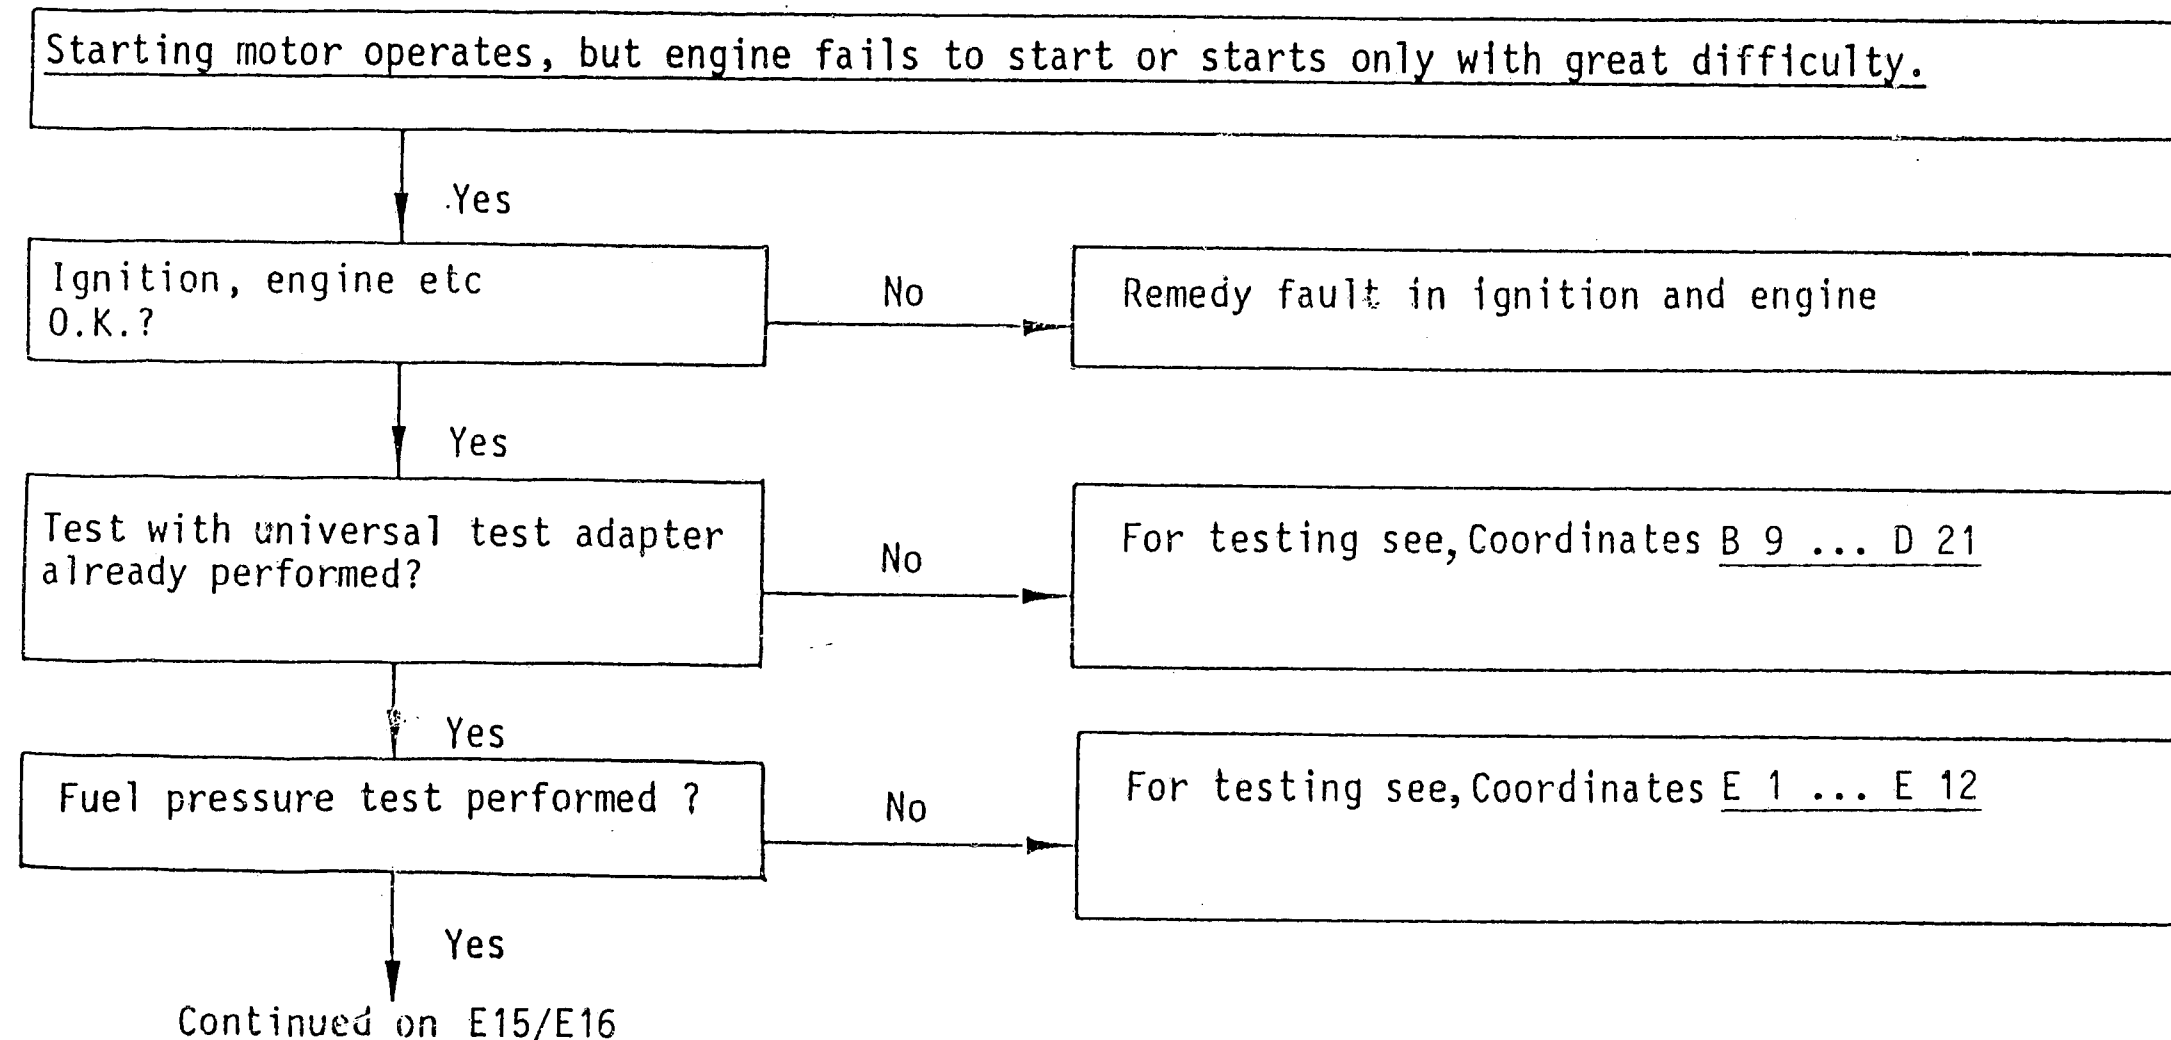 Starting motor operates, but engine fails to start or starts only with great difficulty.
Yes
Ignition, engine etc
O.K.?
No
Remedy fault in ignition and engine
Yes
Test with universal test adapter
already performed?
No
For testing see, Coordinates B 9 ... D 21
Yes
Fuel pressure test performed ?
No
For testing see, Coordinates E 1 ... E 12
Yes
Continued on E15/E16